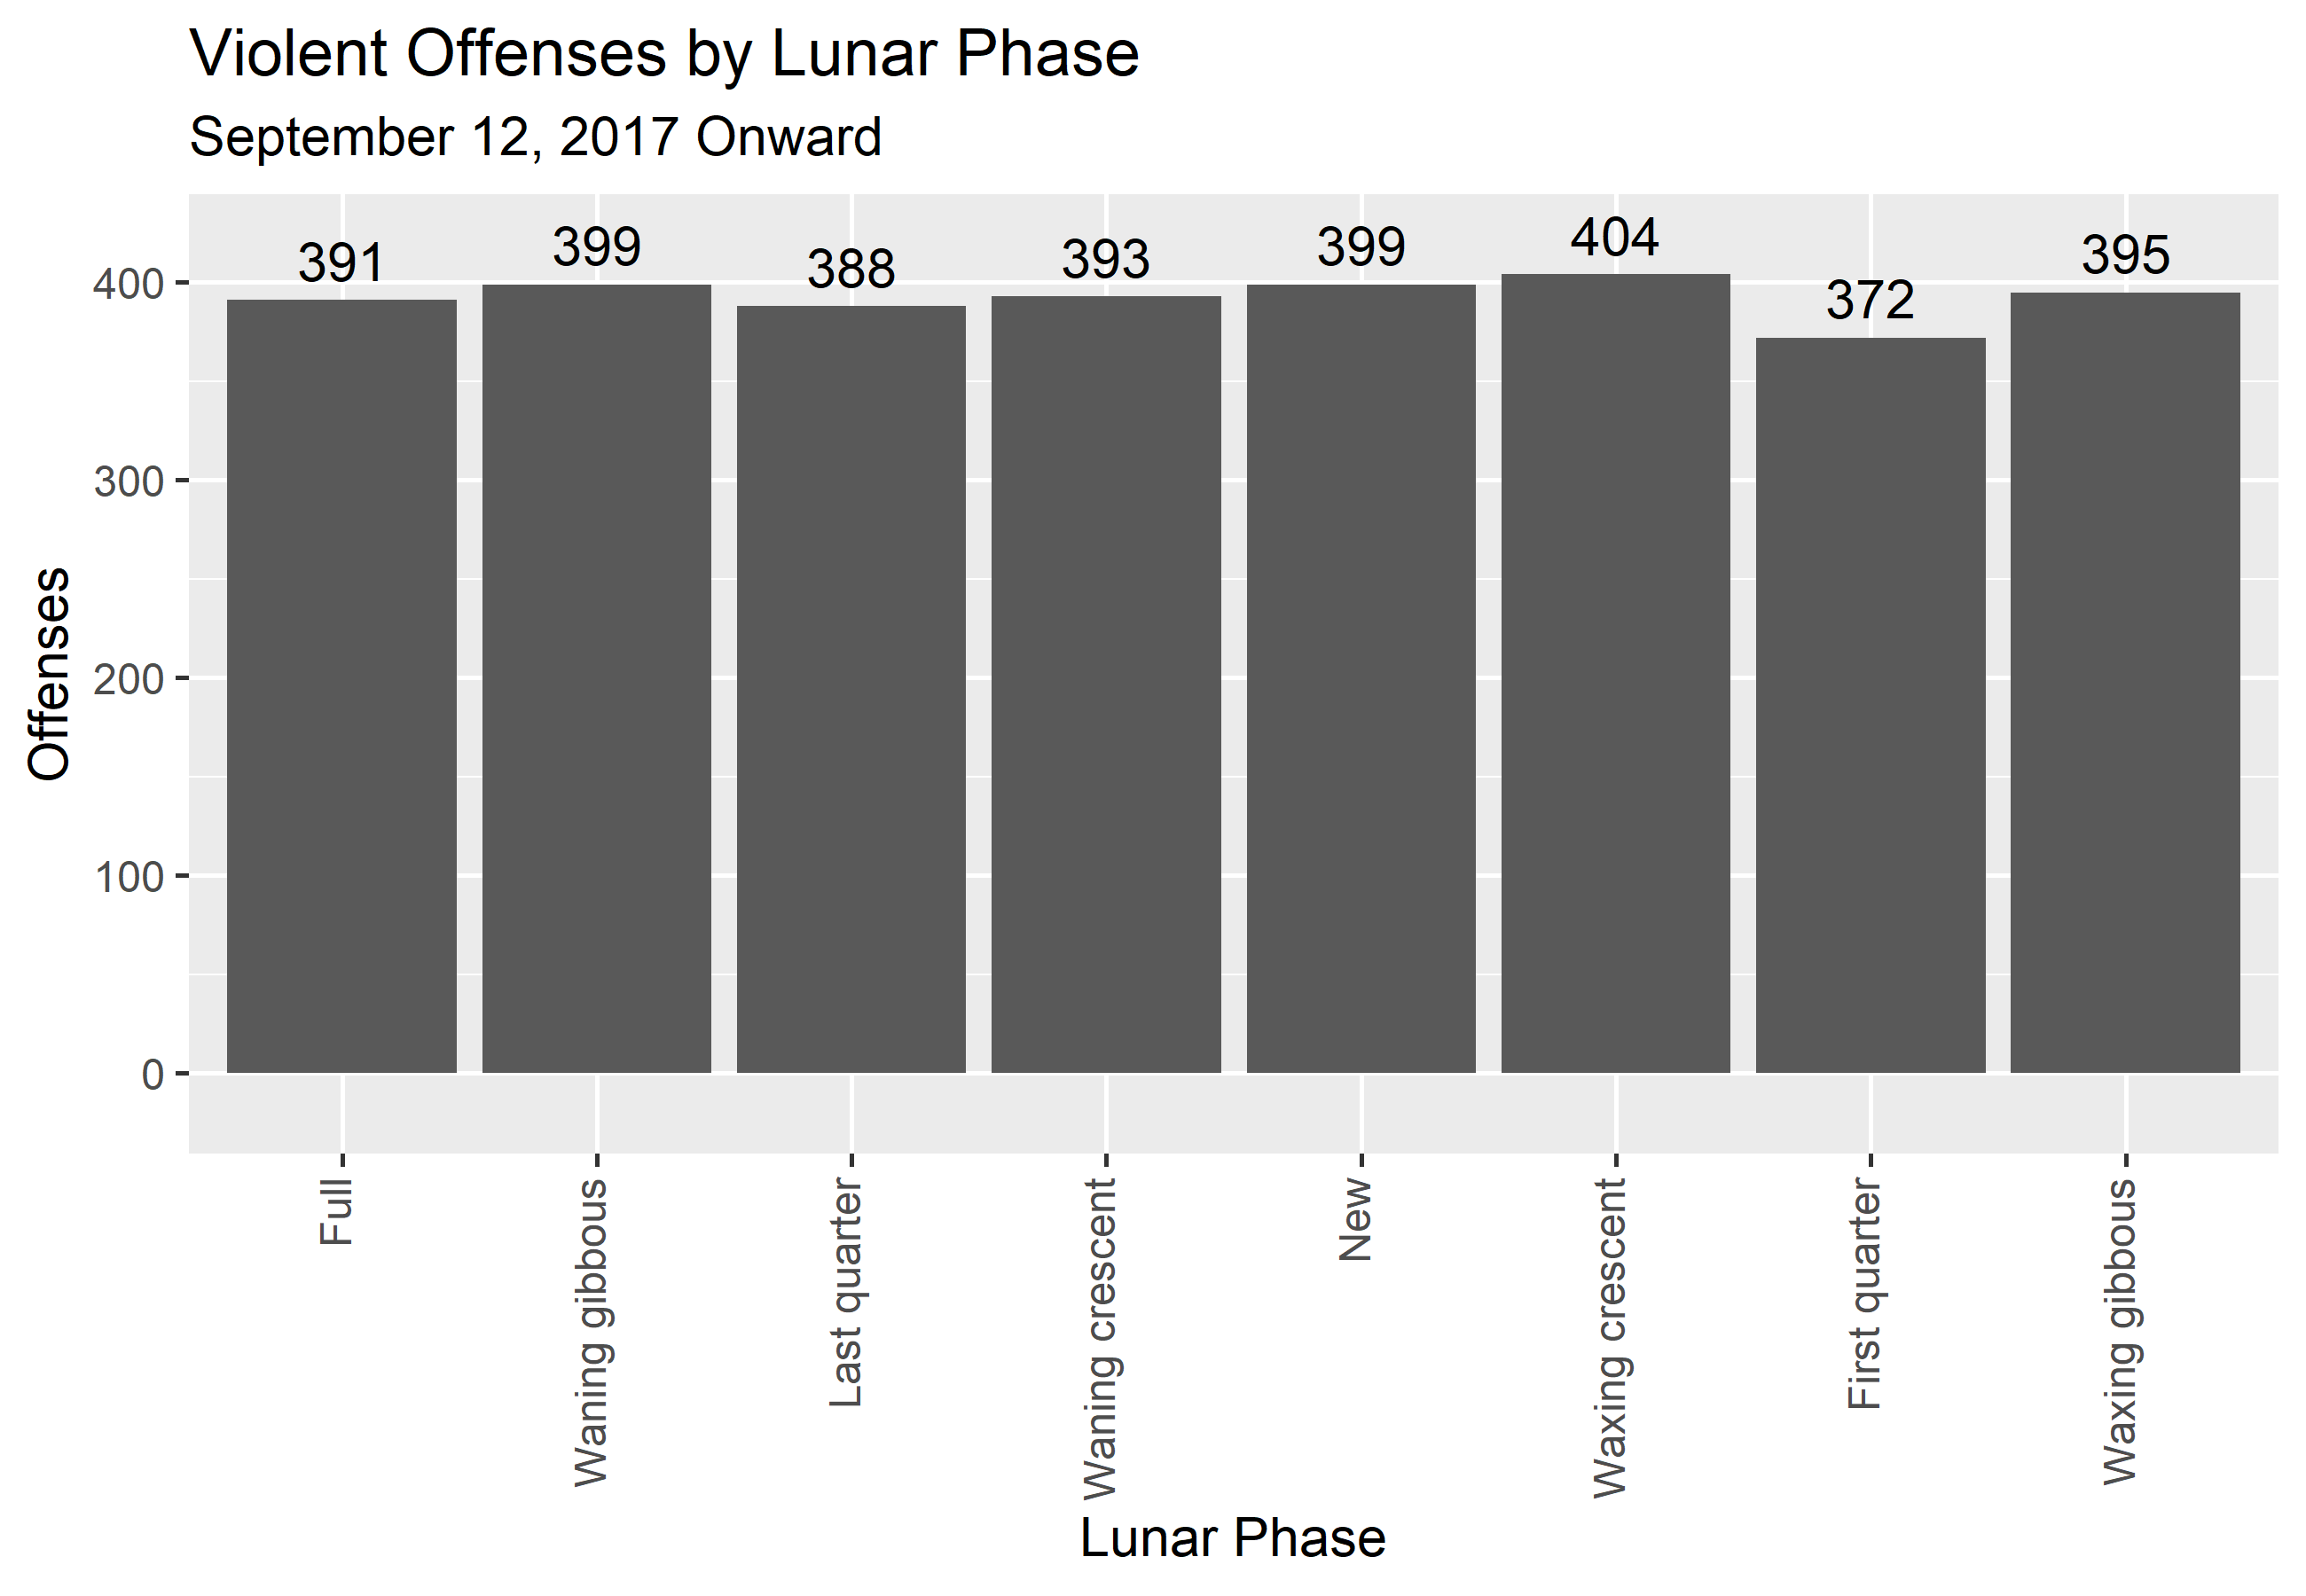 Violent Offenses by Lunar Phase
September 12, 2017 Onward
391
399
388
393
399
404
372
395
400
300
200
100
0
Offenses
Full
Waning gibbous
Last quarter
Waning crescent
New
Waxing crescent
First quarter
Waxing gibbous
Lunar Phase